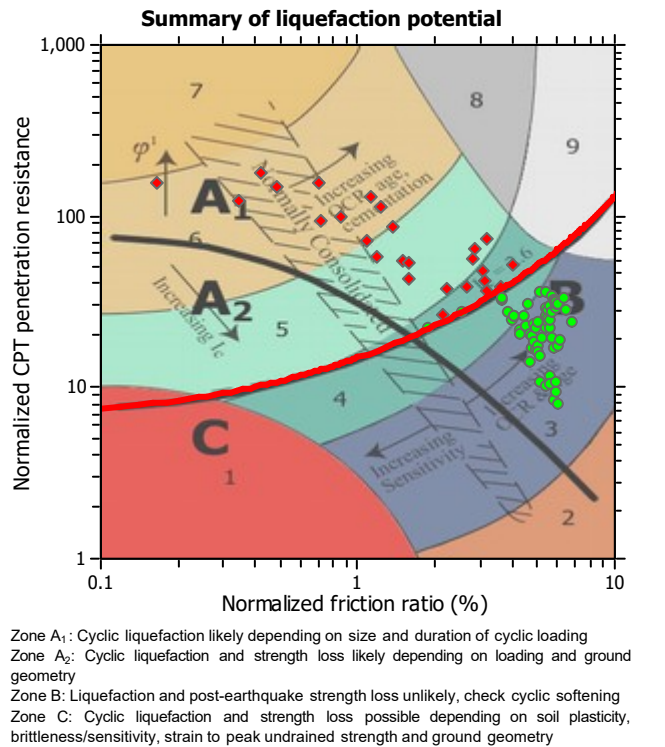 Summary of liquefaction potential
Normalized CPT penetration resistance
1,000
100
10
1
0.1
1
10
Normalized friction ratio (%)
7
8
9
φ'
A1
Increasing
OCR, age,
cementation
Normally Consolidated
6
A2
Increasing Ic
5
B
4
Increasing
OCR & age
3
C
1
Increasing
Sensitivity
2
Zone A₁: Cyclic liquefaction likely depending on size and duration of cyclic loading
Zone A₂: Cyclic liquefaction and strength loss likely depending on loading and ground
geometry
Zone B: Liquefaction and post-earthquake strength loss unlikely, check cyclic softening
Zone C: Cyclic liquefaction and strength loss possible depending on soil plasticity,
brittleness/sensitivity, strain to peak undrained strength and ground geometry